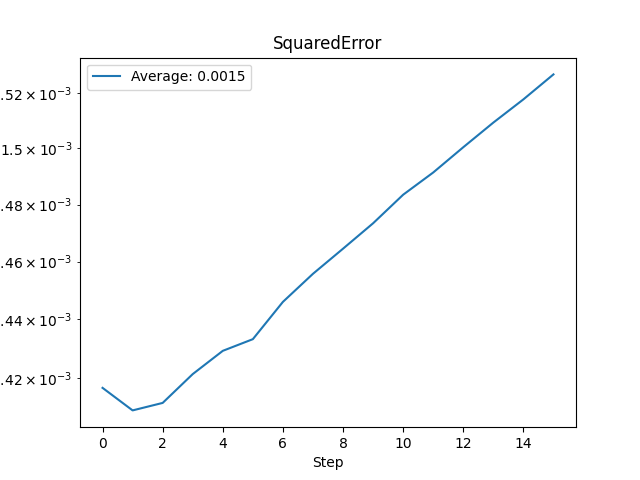 SquaredError
Average: 0.0015
.52 × 10⁻³
1.5 × 10⁻³
.48 × 10⁻³
.46 × 10⁻³
.44 × 10⁻³
.42 × 10⁻³
0 2 4 6 8 10 12 14
Step